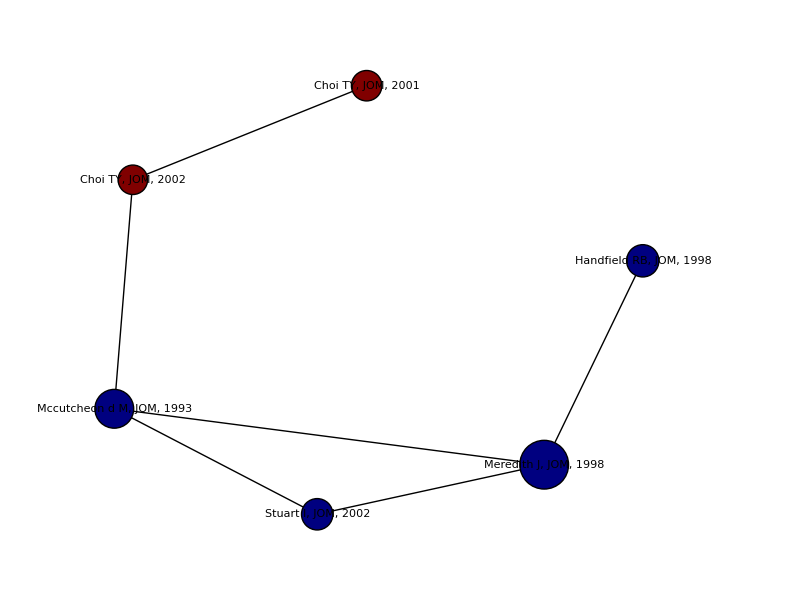 Choi TY, JOM, 2001
Choi TY, JOM, 2002
Handfield RB, JOM, 1998
Mccutcheon d M, JOM, 1993
Meredith J, JOM, 1998
Stuart I, JOM, 2002